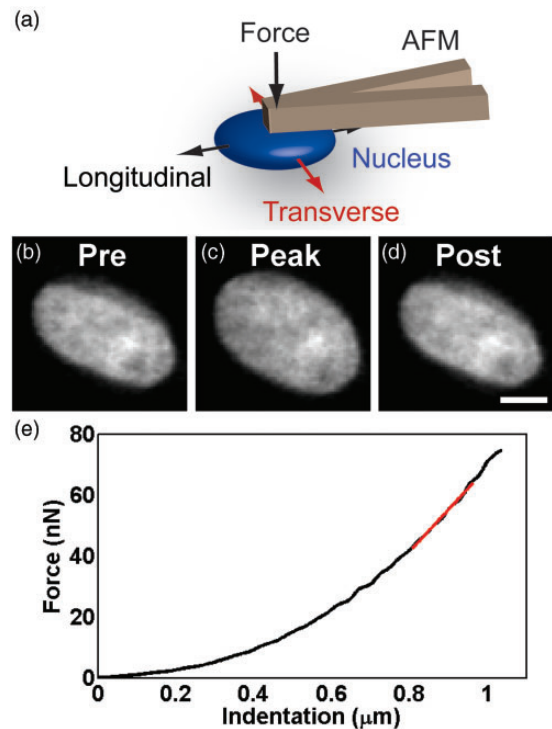 (a)
Force
AFM
Longitudinal
Nucleus
Transverse
(b) Pre
(c) Peak
(d) Post
(e)
80
60
40
20
0
Force (nN)
0 0.2 0.4 0.6 0.8 1
Indentation (μm)